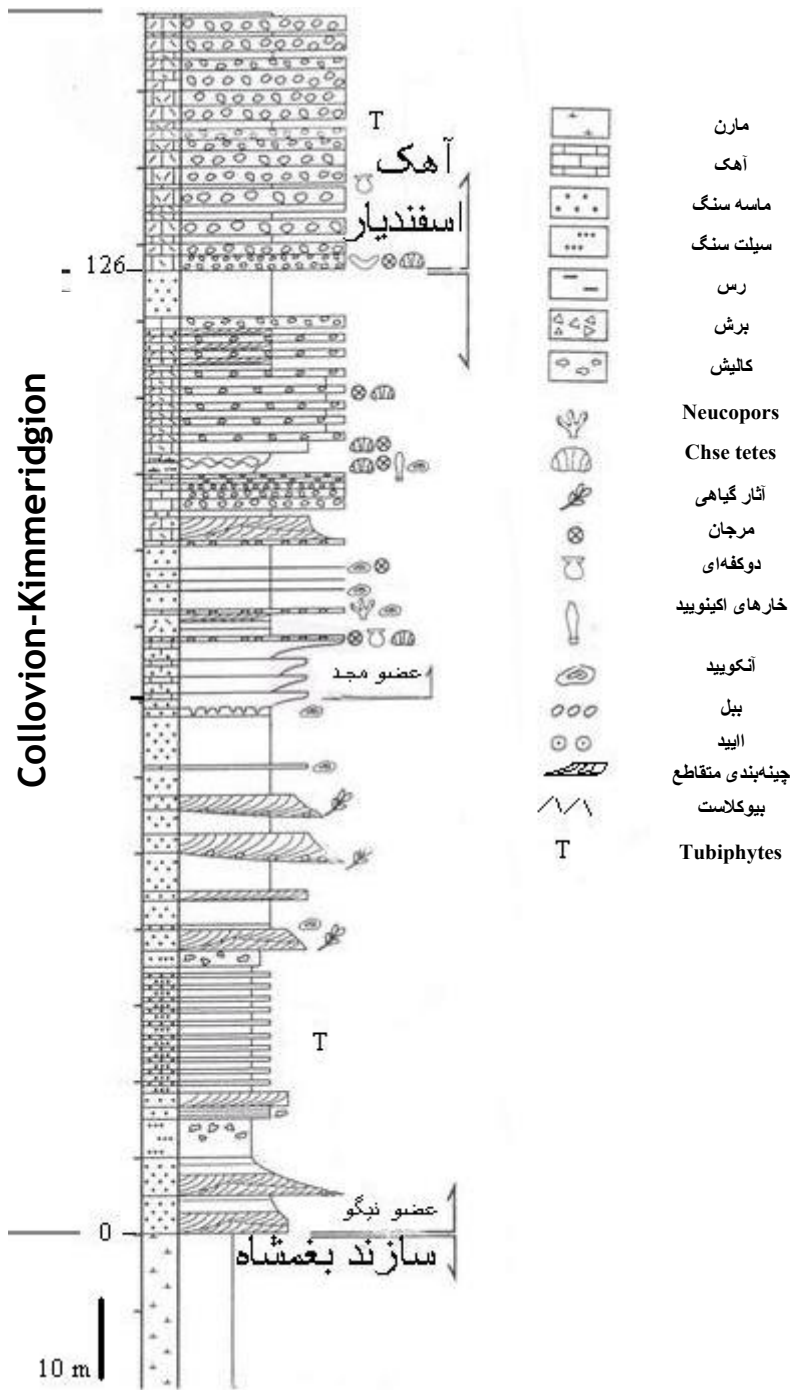 Collovion-Kimmeridgion
T
آهک
اسفندیار
126
عضو مجد
T
عضو نیگو
0
سازند بغمشاه
10 m
مارن
آهک
ماسه سنگ
سیلت سنگ
رس
برش
کالیش
Neucopors
Chse tetes
آثار گیاهی
مرجان
دوکفه‌ای
خارهای اکینویید
آنکویید
ببل
اایید
چینه‌بندی متقاطع
بیوکلاست
T
Tubiphytes